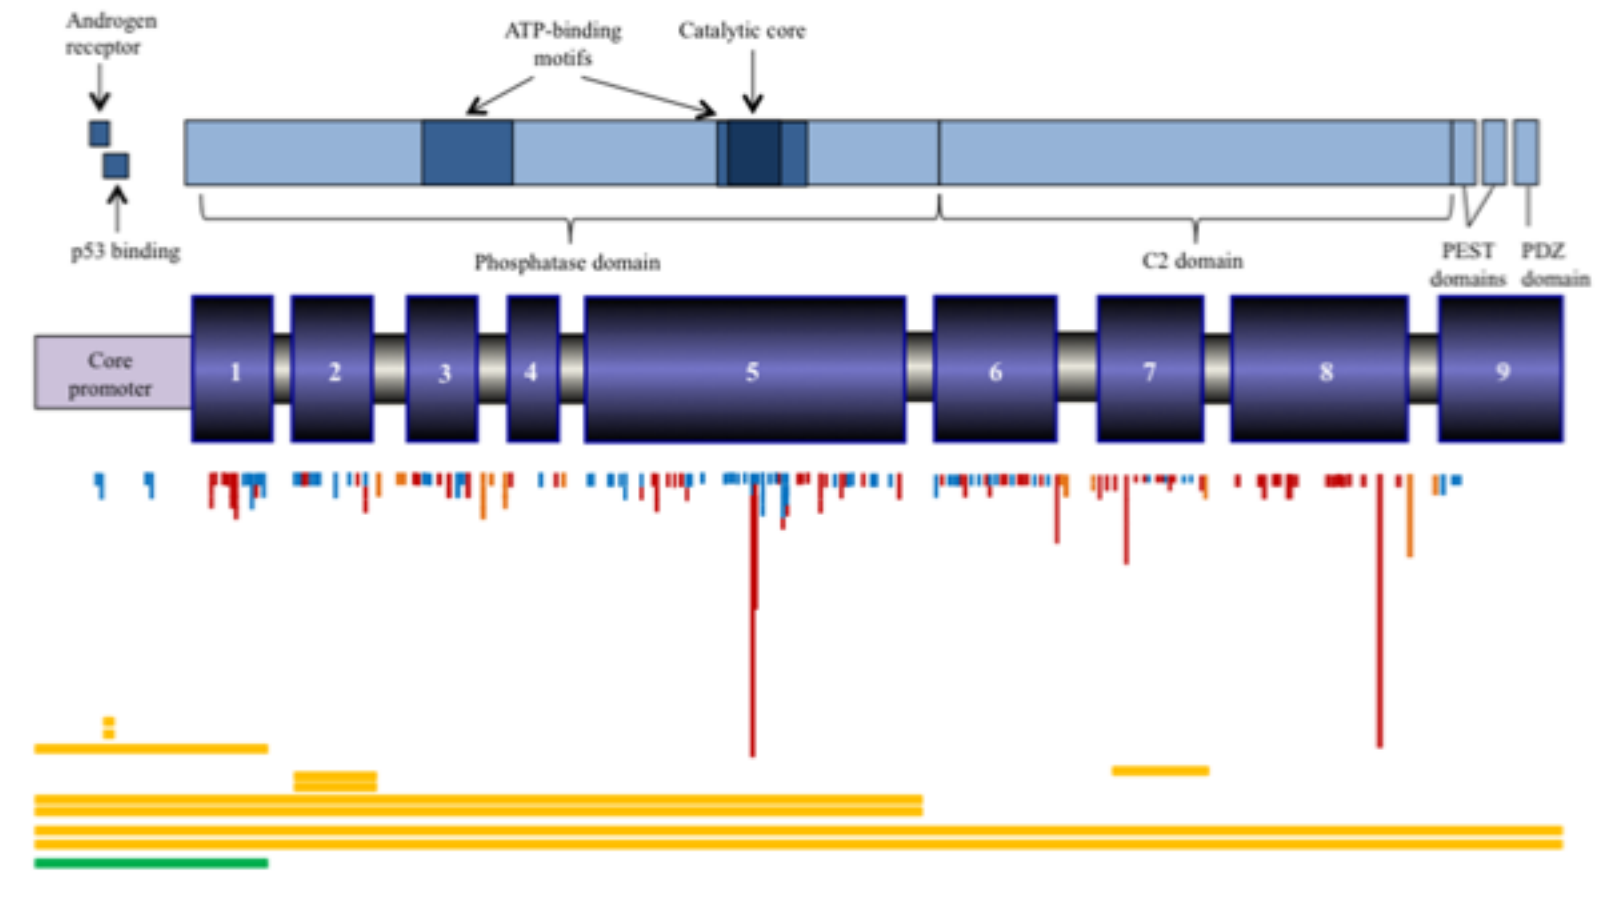 Androgen
receptor
ATP-binding
motifs
Catalytic core
p53 binding
Phosphatase domain
C2 domain
PEST
domains
PDZ
domain
Core
promoter
1
2
3
4
5
6
7
8
9